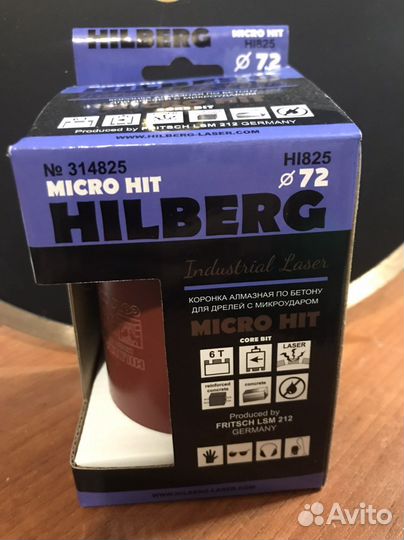 HILBERG
MICRO HIT
HI825
Ø 72
Produced by FRITSCH LSM 212 GERMANY
WWW.HILBERG-LASER.COM
№ 314825
HI825
MICRO HIT
Ø 72
HILBERG
Industrial Laser
КОРОНКА АЛМАЗНАЯ ПО БЕТОНУ
ДЛЯ ДРЕЛЕЙ С МИКРОУДАРОМ
MICRO HIT
CORE BIT
6 T
LASER
reinforced concrete
concrete
Produced by
FRITSCH LSM 212
GERMANY
WWW.HILBERG-LASER.COM
Avito